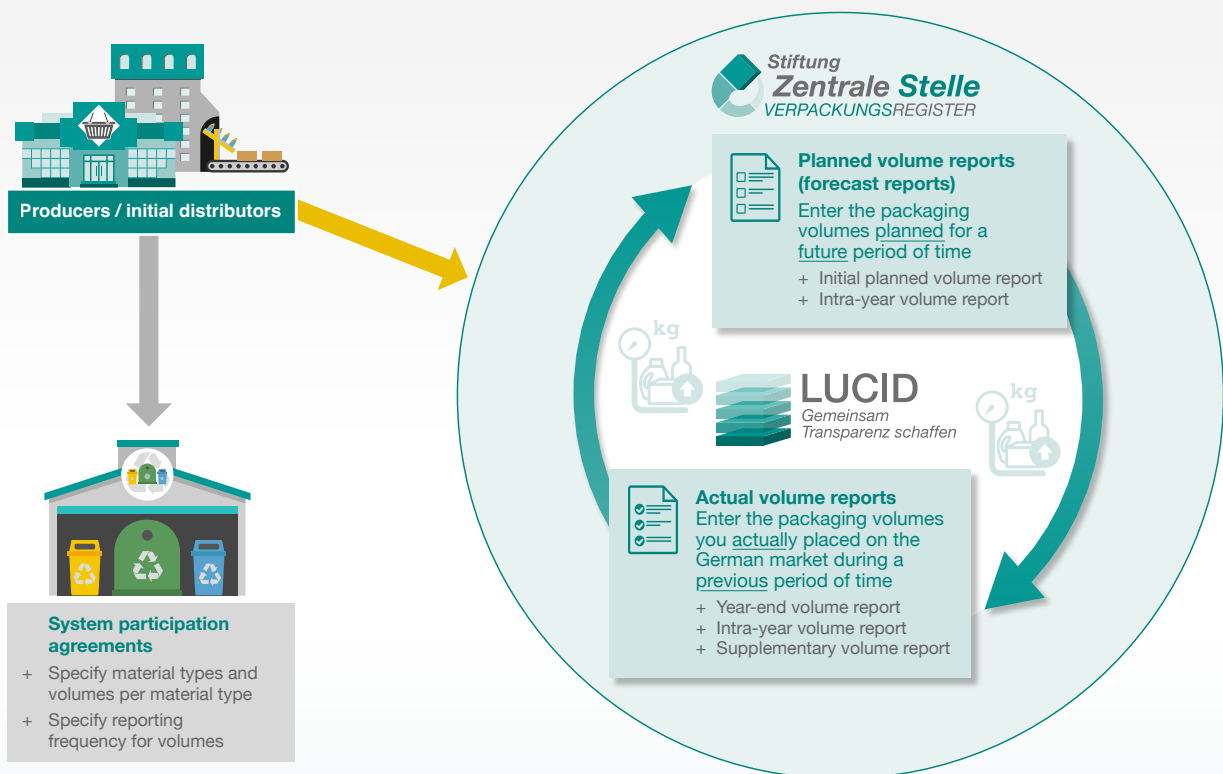 Producers / initial distributors
System participation
agreements
+ Specify material types and
volumes per material type
+ Specify reporting
frequency for volumes
Stiftung
Zentrale Stelle
VERPACKUNGSREGISTER
Planned volume reports
(forecast reports)
Enter the packaging
volumes planned for a
future period of time
+ Initial planned volume report
+ Intra-year volume report
kg
LUCID
Gemeinsam
Transparenz schaffen
kg
Actual volume reports
Enter the packaging volumes
you actually placed on the
German market during a
previous period of time
+ Year-end volume report
+ Intra-year volume report
+ Supplementary volume report